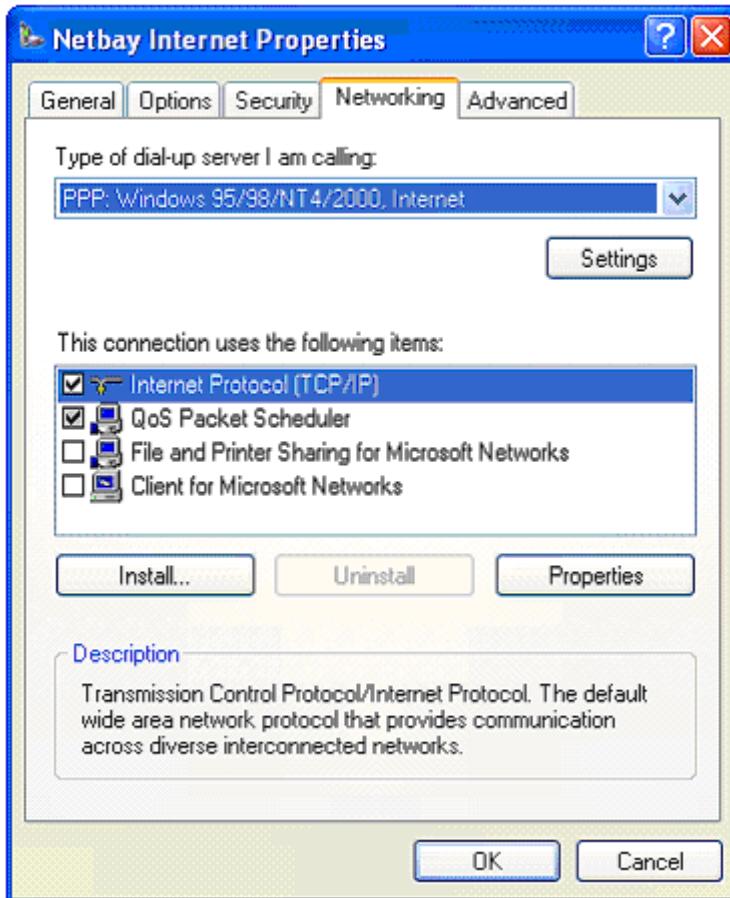 Netbay Internet Properties
General Options Security Networking Advanced
Type of dial-up server I am calling:
PPP: Windows 95/98/NT4/2000, Internet
Settings
This connection uses the following items:
Internet Protocol (TCP/IP)
QoS Packet Scheduler
File and Printer Sharing for Microsoft Networks
Client for Microsoft Networks
Install... Uninstall Properties
Description
Transmission Control Protocol/Internet Protocol. The default
wide area network protocol that provides communication
across diverse interconnected networks.
OK Cancel